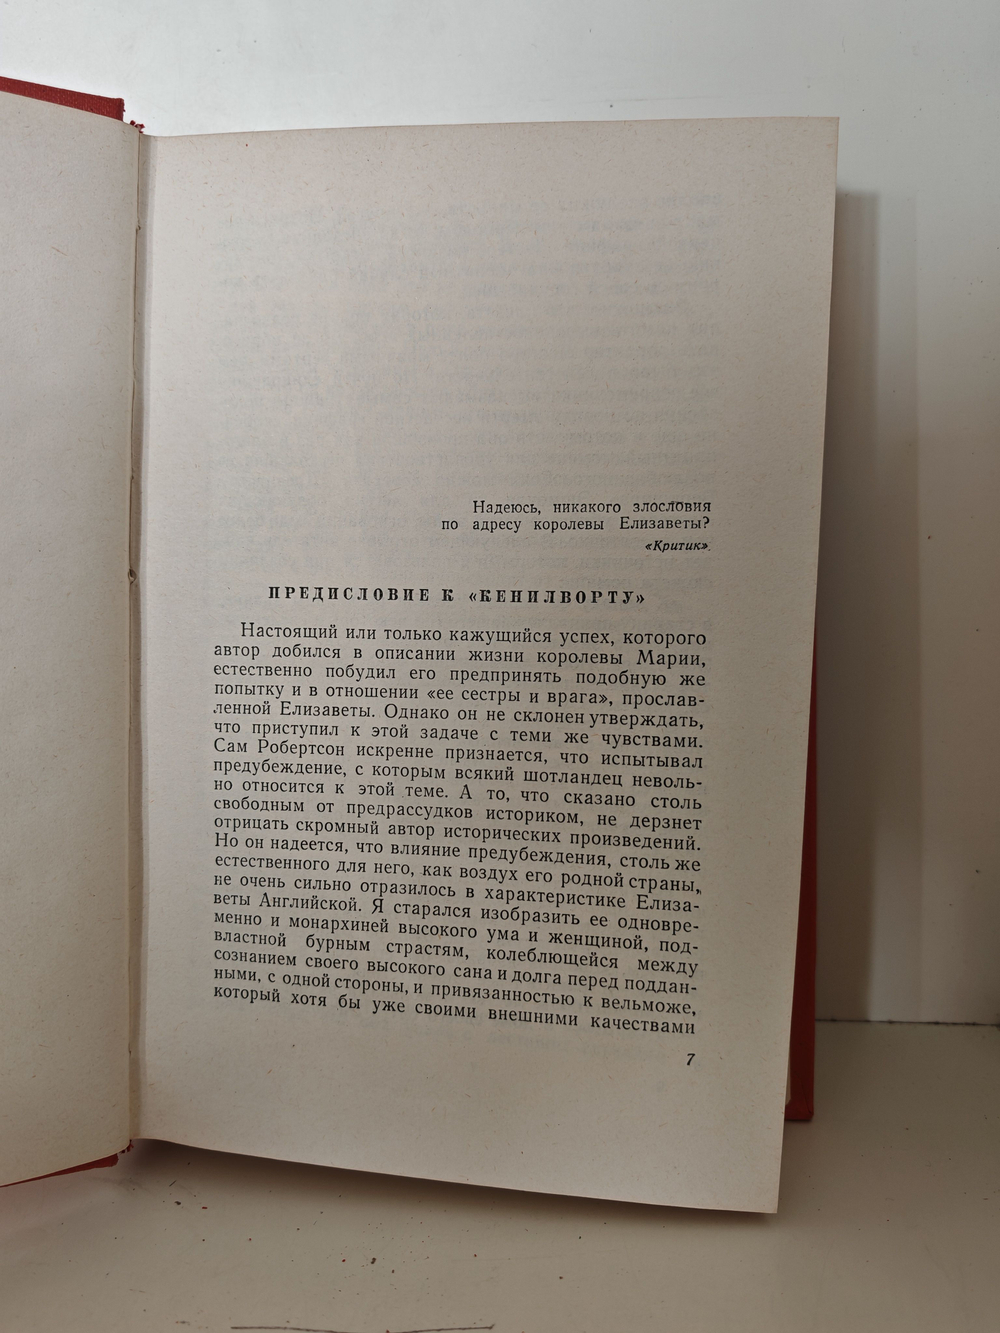 Надеюсь, никакого злословия
по адресу королевы Елизаветы?
«Критик».
ПРЕДИСЛОВИЕ К «КЕНИЛВОРТУ»
Настоящий или только кажущийся успех, которого
автор добился в описании жизни королевы Марии,
естественно побудил его предпринять подобную же
попытку и в отношении «ее сестры и врага», прослав-
ленной Елизаветы. Однако он не склонен утверждать,
что приступил к этой задаче с теми же чувствами.
Сам Робертсон искренне признается, что испытывал
предубеждение, с которым всякий шотландец неволь-
но относится к этой теме. А то, что сказано столь
свободным от предрассудков историком, не дерзнет
отрицать скромный автор исторических произведений.
Но он надеется, что влияние предубеждения, столь же
естественного для него, как воздух его родной страны,
не очень сильно отразилось в характеристике Елиза-
веты Английской. Я старался изобразить ее одновре-
менно и монархиней высокого ума и женщиной, под-
властной бурным страстям, колеблющейся между
сознанием своего высокого сана и долга перед поддан-
ными, с одной стороны, и привязанностью к вельможе,
который хотя бы уже своими внешними качествами
7